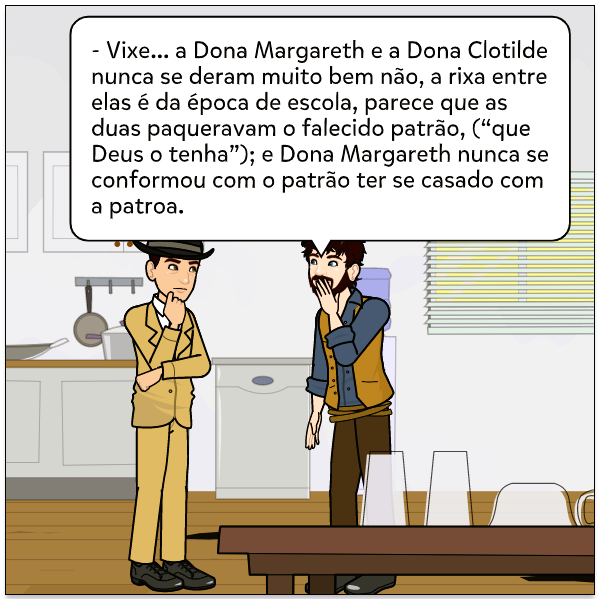 - Vixe... a Dona Margareth e a Dona Clotilde
nunca se deram muito bem não, a rixa entre
elas é da época de escola, parece que as
duas paqueravam o falecido patrão, (“que
Deus o tenha”); e Dona Margareth nunca se
conformou com o patrão ter se casado com
a patroa.